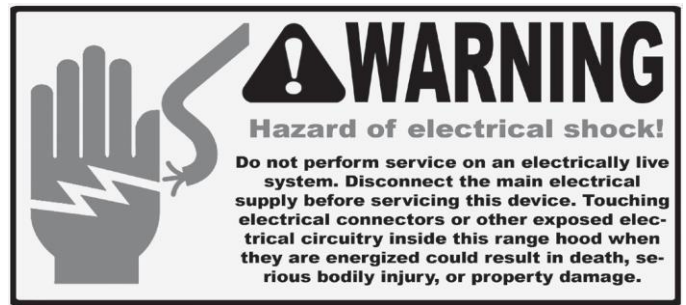 WARNING
Hazard of electrical shock!
Do not perform service on an electrically live
system. Disconnect the main electrical
supply before servicing this device. Touching
electrical connectors or other exposed elec-
trical circuitry inside this range hood when
they are energized could result in death, se-
rious bodily injury, or property damage.